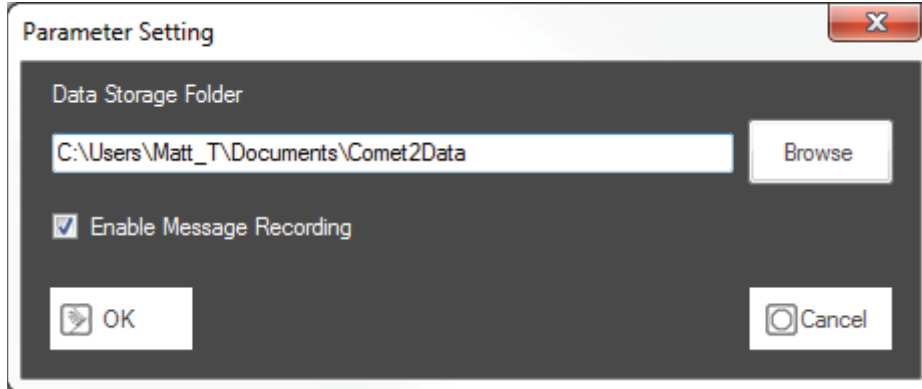 Parameter Setting
Data Storage Folder
C:\Users\Matt_T\Documents\Comet2Data
Browse
Enable Message Recording
OK
Cancel